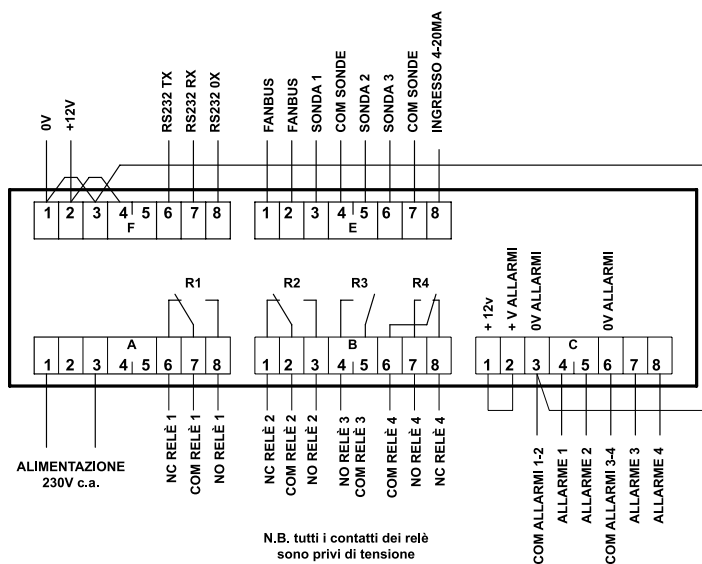 0V
+12V
RS232 TX
RS232 RX
RS232 0X
FANBUS
FANBUS
SONDA 1
COM SONDE
SONDA 2
SONDA 3
COM SONDE
INGRESSO 4-20MA
1 2 3 4 5 6 7 8
F
1 2 3 4 5 6 7 8
E
R1
R2
R3
R4
+ 12v
+ V ALLARMI
0V ALLARMI
0V ALLARMI
A
1 2 3 4 5 6 7 8
B
1 2 3 4 5 6 7 8
C
1 2 3 4 5 6 7 8
ALIMENTAZIONE
230V c.a.
NC RELÈ 1
COM RELÈ 1
NO RELÈ 1
NC RELÈ 2
COM RELÈ 2
NO RELÈ 2
NO RELÈ 3
COM RELÈ 3
COM RELÈ 4
NO RELÈ 4
NC RELÈ 4
COM ALLARMI 1-2
ALLARME 1
ALLARME 2
COM ALLARMI 3-4
ALLARME 3
ALLARME 4
N.B. tutti i contatti dei relè
sono privi di tensione